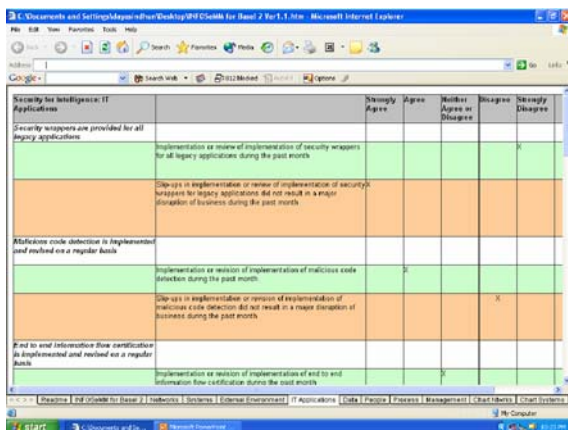 C:\Documents and Settings\dayasindhun\Desktop\INFOSeMM for Basel 2 Ver1.1.htm - Microsoft Internet Explorer
File Edit View Favorites Tools Help
Search Favorites Media
Address Go Links
Google Search Web 1012 blocked Options
Security for Intelligence: IT Applications Strongly Agree Agree Neither Agree or Disagree Disagree Strongly Disagree
Security wrappers are provided for all
legacy applications
Implementation or review of implementation of security wrappers
for all legacy applications during the past month X
Slip-ups in implementation or review of implementation of security X
wrappers for legacy applications did not result in a major
disruption of business during the past month
Malicious code detection is implemented
and revised on a regular basis
Implementation or revision of implementation of malicious code X
detection during the past month
Slip-ups in implementation or revision of implementation of X
malicious code detection did not result in a major disruption of
business during the past month
End to end information flow certification
is implemented and revised on a regular
basis
Implementation or revision of implementation of end to end X
information flow certification during the past month
Readme INFOSeMM for Basel 2 Networks Systems External Environment IT Applications Data People Process Management Chart Ntwrks Chart Systems
My Computer
start C:\Documents and Se... Microsoft PowerPoint